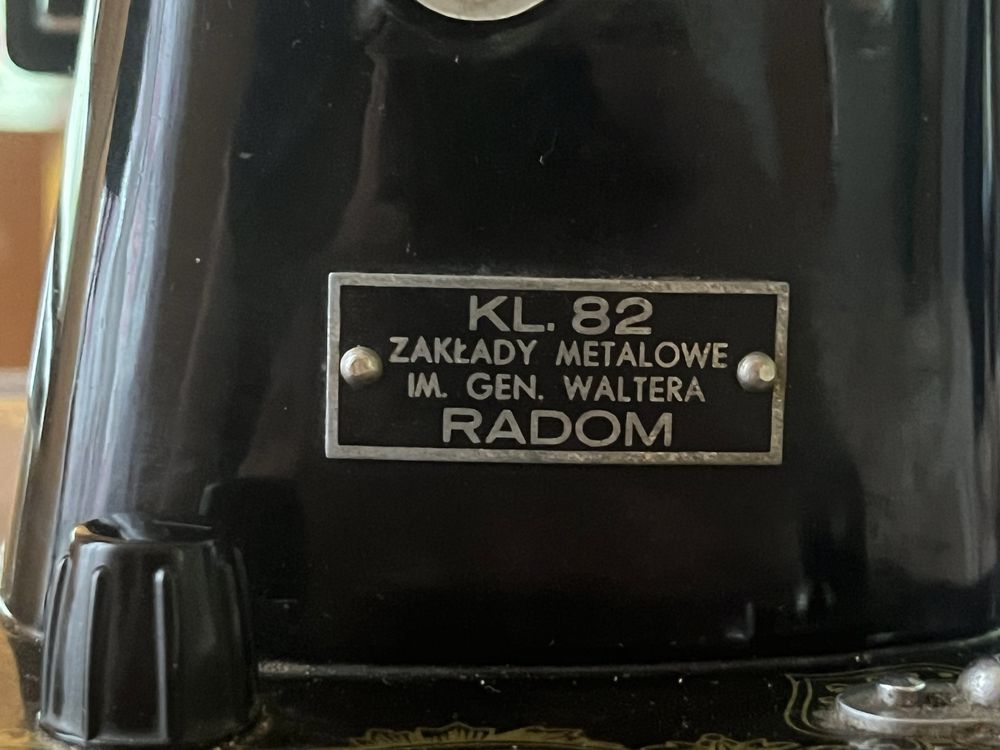 KL. 82
ZAKŁADY METALOWE
IM. GEN. WALTERA
RADOM